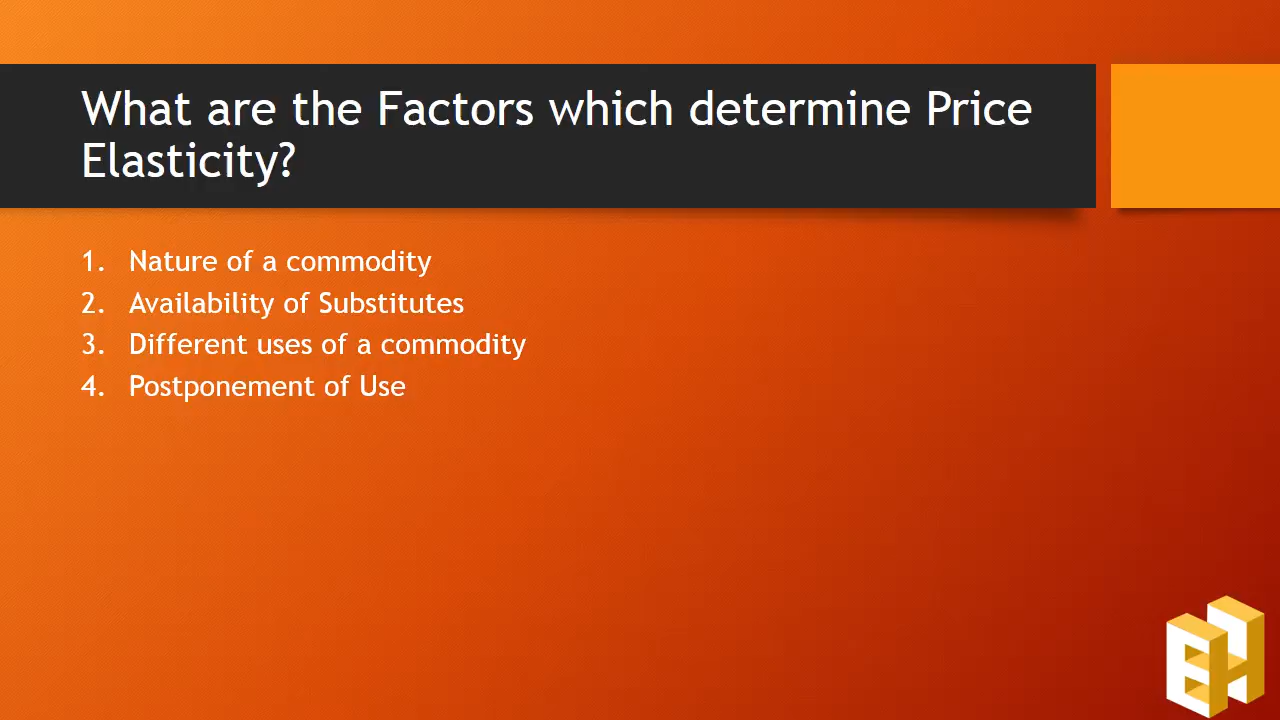 What are the Factors which determine Price
Elasticity?
1. Nature of a commodity
2. Availability of Substitutes
3. Different uses of a commodity
4. Postponement of Use
EH